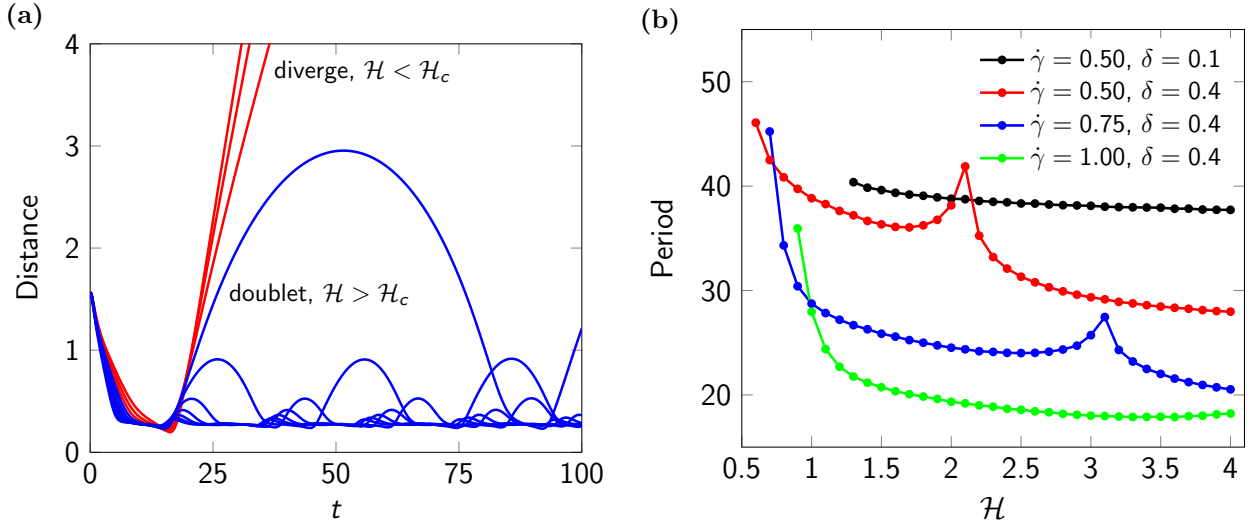 (a)
4
3
2
1
0
0
25
50
75
100
Distance
t
diverge, ℋ < ℋc
doublet, ℋ > ℋc
(b)
50
40
30
20
0.5
1
1.5
2
2.5
3
3.5
4
Period
ℋ
γ̇ = 0.50, δ = 0.1
γ̇ = 0.50, δ = 0.4
γ̇ = 0.75, δ = 0.4
γ̇ = 1.00, δ = 0.4